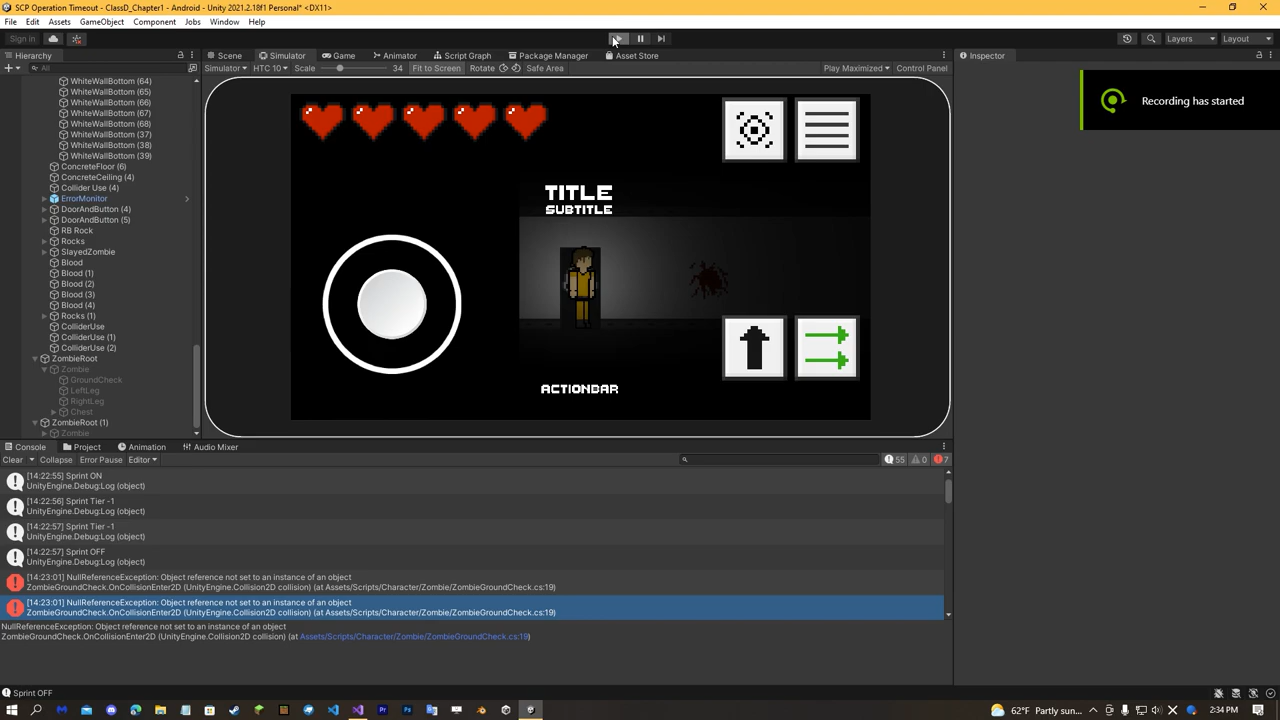 SCP Operation Timeout - ClassD_Chapter1 - Android - Unity 2021.2.18f1 Personal* <DX11>
File Edit Assets GameObject Component Jobs Window Help
Sign in
Layers
Layout
Hierarchy
Scene
Simulator
Game
Animator
Script Graph
Package Manager
Asset Store
Inspector
All
Simulator
HTC 10
Scale
34
Fit to Screen
Rotate
Safe Area
Play Maximized
Control Panel
Recording has started
WhiteWallBottom (64)
WhiteWallBottom (65)
WhiteWallBottom (66)
WhiteWallBottom (67)
WhiteWallBottom (68)
WhiteWallBottom (37)
WhiteWallBottom (38)
WhiteWallBottom (39)
ConcreteFloor (6)
ConcreteCeiling (4)
Collider Use (4)
ErrorMonitor
DoorAndButton (4)
DoorAndButton (5)
RB Rock
Rocks
SlayedZombie
Blood
Blood (1)
Blood (2)
Blood (3)
Blood (4)
Rocks (1)
ColliderUse
ColliderUse (1)
ColliderUse (2)
ZombieRoot
Zombie
GroundCheck
LeftLeg
RightLeg
Chest
ZombieRoot (1)
Zombie
TITLE
SUBTITLE
ACTIONBAR
Console
Project
Animation
Audio Mixer
Clear
Collapse
Error Pause
Editor
55
0
7
[14:22:55] Sprint ON
UnityEngine.Debug:Log (object)
[14:22:56] Sprint Tier -1
UnityEngine.Debug:Log (object)
[14:22:57] Sprint Tier -1
UnityEngine.Debug:Log (object)
[14:22:57] Sprint OFF
UnityEngine.Debug:Log (object)
[14:23:01] NullReferenceException: Object reference not set to an instance of an object
ZombieGroundCheck.OnCollisionEnter2D (UnityEngine.Collision2D collision) (at Assets/Scripts/Character/Zombie/ZombieGroundCheck.cs:19)
[14:23:01] NullReferenceException: Object reference not set to an instance of an object
ZombieGroundCheck.OnCollisionEnter2D (UnityEngine.Collision2D collision) (at Assets/Scripts/Character/Zombie/ZombieGroundCheck.cs:19)
NullReferenceException: Object reference not set to an instance of an object
ZombieGroundCheck.OnCollisionEnter2D (UnityEngine.Collision2D collision) (at Assets/Scripts/Character/Zombie/ZombieGroundCheck.cs:19)
Sprint OFF
62°F Partly sun...
2:34 PM